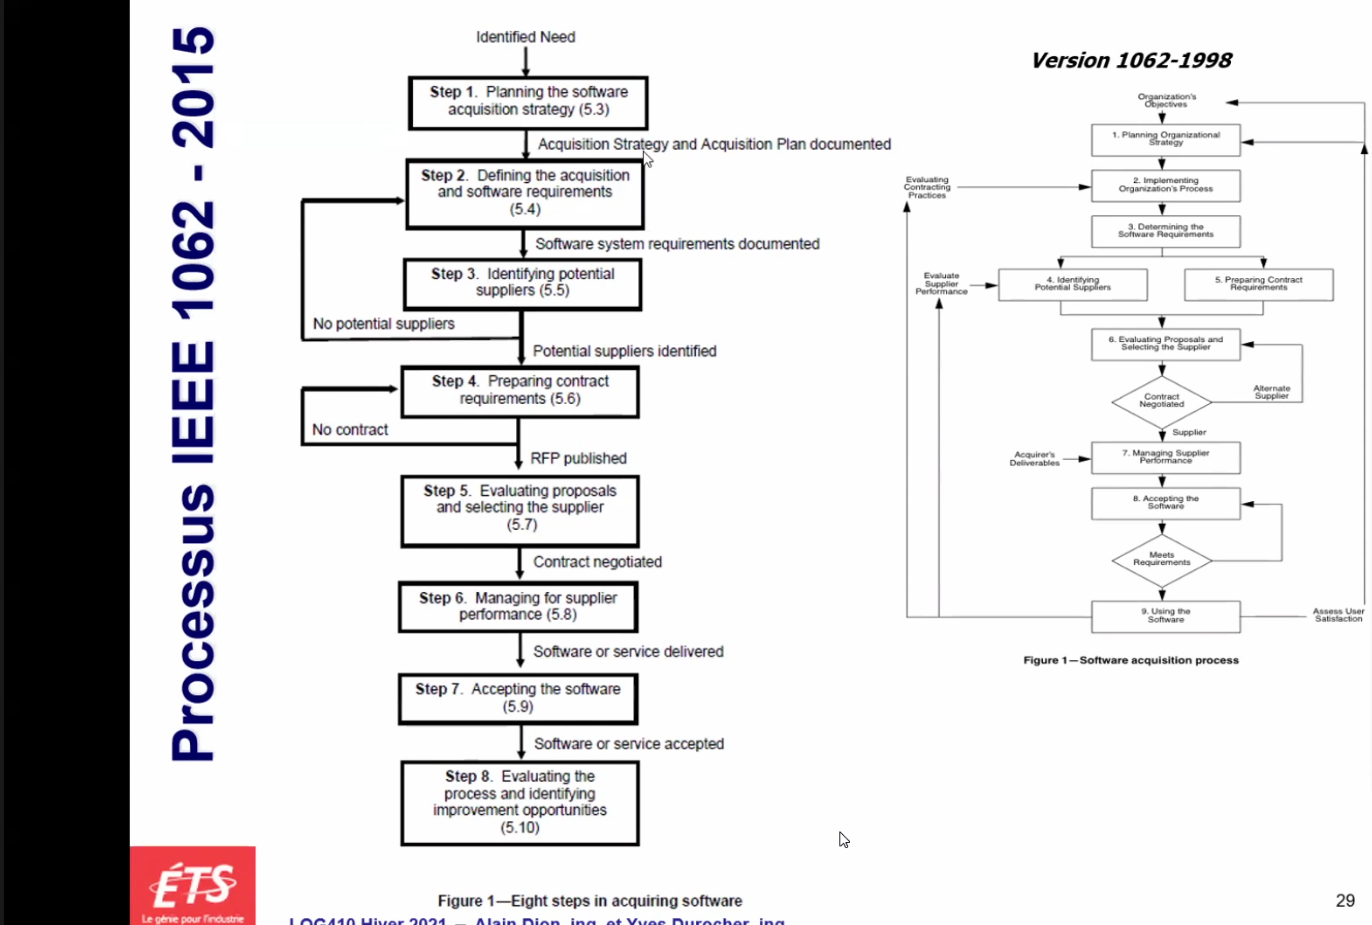 Processus IEEE 1062 - 2015
Identified Need
Step 1. Planning the software
acquisition strategy (5.3)
Acquisition Strategy and Acquisition Plan documented
Step 2. Defining the acquisition
and software requirements
(5.4)
Software system requirements documented
Step 3. Identifying potential
suppliers (5.5)
No potential suppliers
Potential suppliers identified
Step 4. Preparing contract
requirements (5.6)
No contract
RFP published
Step 5. Evaluating proposals
and selecting the supplier
(5.7)
Contract negotiated
Step 6. Managing for supplier
performance (5.8)
Software or service delivered
Step 7. Accepting the software
(5.9)
Software or service accepted
Step 8. Evaluating the
process and identifying
improvement opportunities
(5.10)
Figure 1—Eight steps in acquiring software
Version 1062-1998
Organization's
Objectives
1. Planning Organizational
Strategy
Evaluating
Contracting
Practices
2. Implementing
Organization's Process
3. Determining the
Software Requirements
Evaluate
Supplier
Performance
4. Identifying
Potential Suppliers
5. Preparing Contract
Requirements
6. Evaluating Proposals and
Selecting the Supplier
Contract
Negotiated
Alternate
Supplier
Supplier
Acquirer's
Deliverables
7. Managing Supplier
Performance
8. Accepting the
Software
Meets
Requirements
9. Using the
Software
Assess User
Satisfaction
Figure 1—Software acquisition process
ÉTS
Le génie pour l'industrie
LOG410 Hiver 2021 – Alain Dion, ing. et Yves Durocher, ing.
29